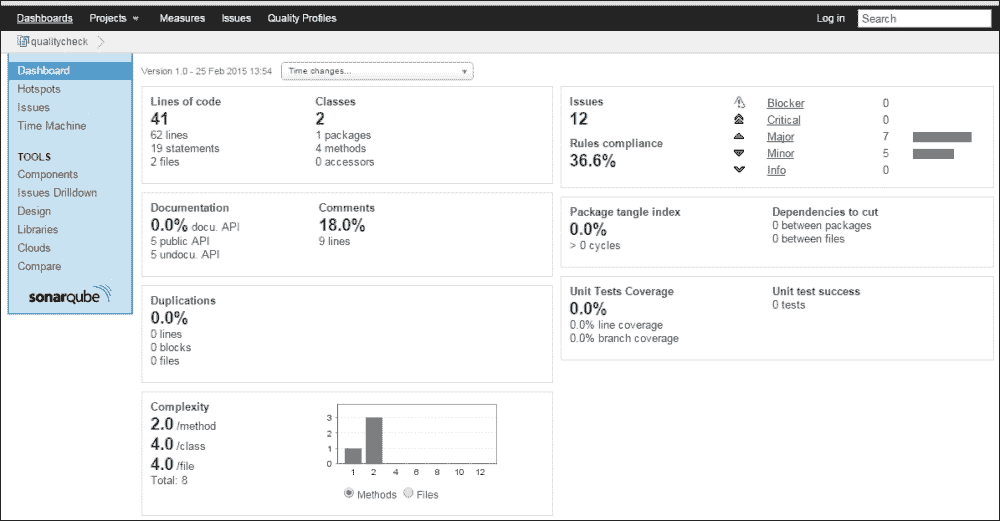 Dashboards Projects Measures Issues Quality Profiles Log in Search
qualitycheck
Dashboard
Hotspots
Issues
Time Machine
TOOLS
Components
Issues Drilldown
Design
Libraries
Clouds
Compare
sonarqube
Version 1.0 - 25 Feb 2015 13:54 Time changes...
Lines of code
41
62 lines
19 statements
2 files
Classes
2
1 packages
4 methods
0 accessors
Documentation
0.0% docu. API
5 public API
5 undocu. API
Comments
18.0%
9 lines
Duplications
0.0%
0 lines
0 blocks
0 files
Complexity
2.0 /method
4.0 /class
4.0 /file
Total: 8
3
2
1
0
1 2 4 6 8 10 12
Methods Files
Issues
12
Rules compliance
36.6%
Blocker 0
Critical 0
Major 7
Minor 5
Info 0
Package tangle index
0.0%
> 0 cycles
Dependencies to cut
0 between packages
0 between files
Unit Tests Coverage
0.0%
0.0% line coverage
0.0% branch coverage
Unit test success
0 tests